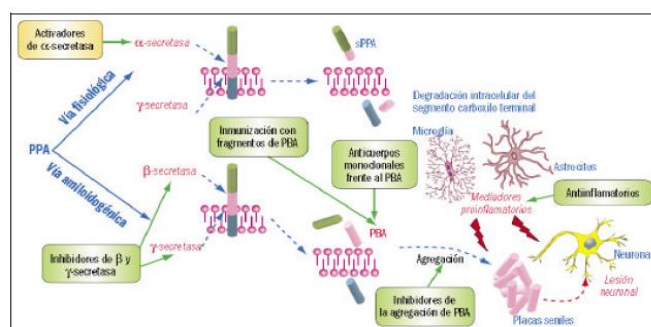 Activadores
de α-secretasa
α-secretasa
sPPA
γ-secretasa
Degradación intracelular del
segmento carboxilo terminal
Vía fisiológica
PPA
Vía amiloidogénica
Inmunización con
fragmentos de PBA
Anticuerpos
monoclonales
frente al PBA
Microglía
Astrocitos
β-secretasa
Mediadores
proinflamatorios
Antiinflamatorios
PBA
γ-secretasa
Inhibidores de β y
γ-secretasa
Agregación
Neurona
Lesión
neuronal
Inhibidores de
la agregación de PBA
Placas seniles